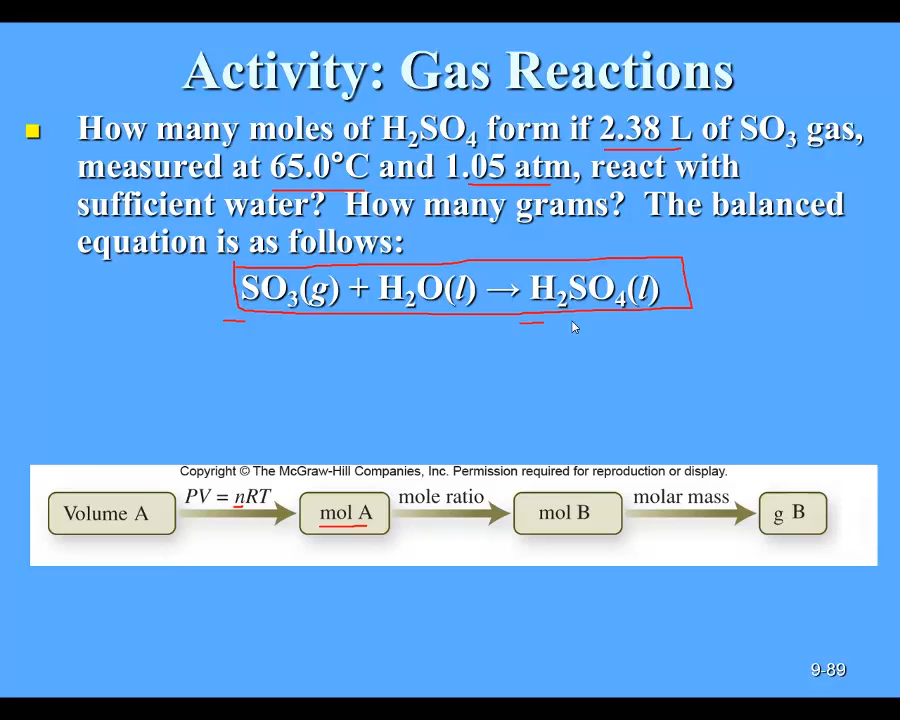 Activity: Gas Reactions
How many moles of H₂SO₄ form if 2.38 L of SO₃ gas,
measured at 65.0°C and 1.05 atm, react with
sufficient water? How many grams? The balanced
equation is as follows:
SO₃(g) + H₂O(l) → H₂SO₄(l)
Copyright © The McGraw-Hill Companies, Inc. Permission required for reproduction or display.
Volume A PV = nRT mol A mole ratio mol B molar mass g B
9-89